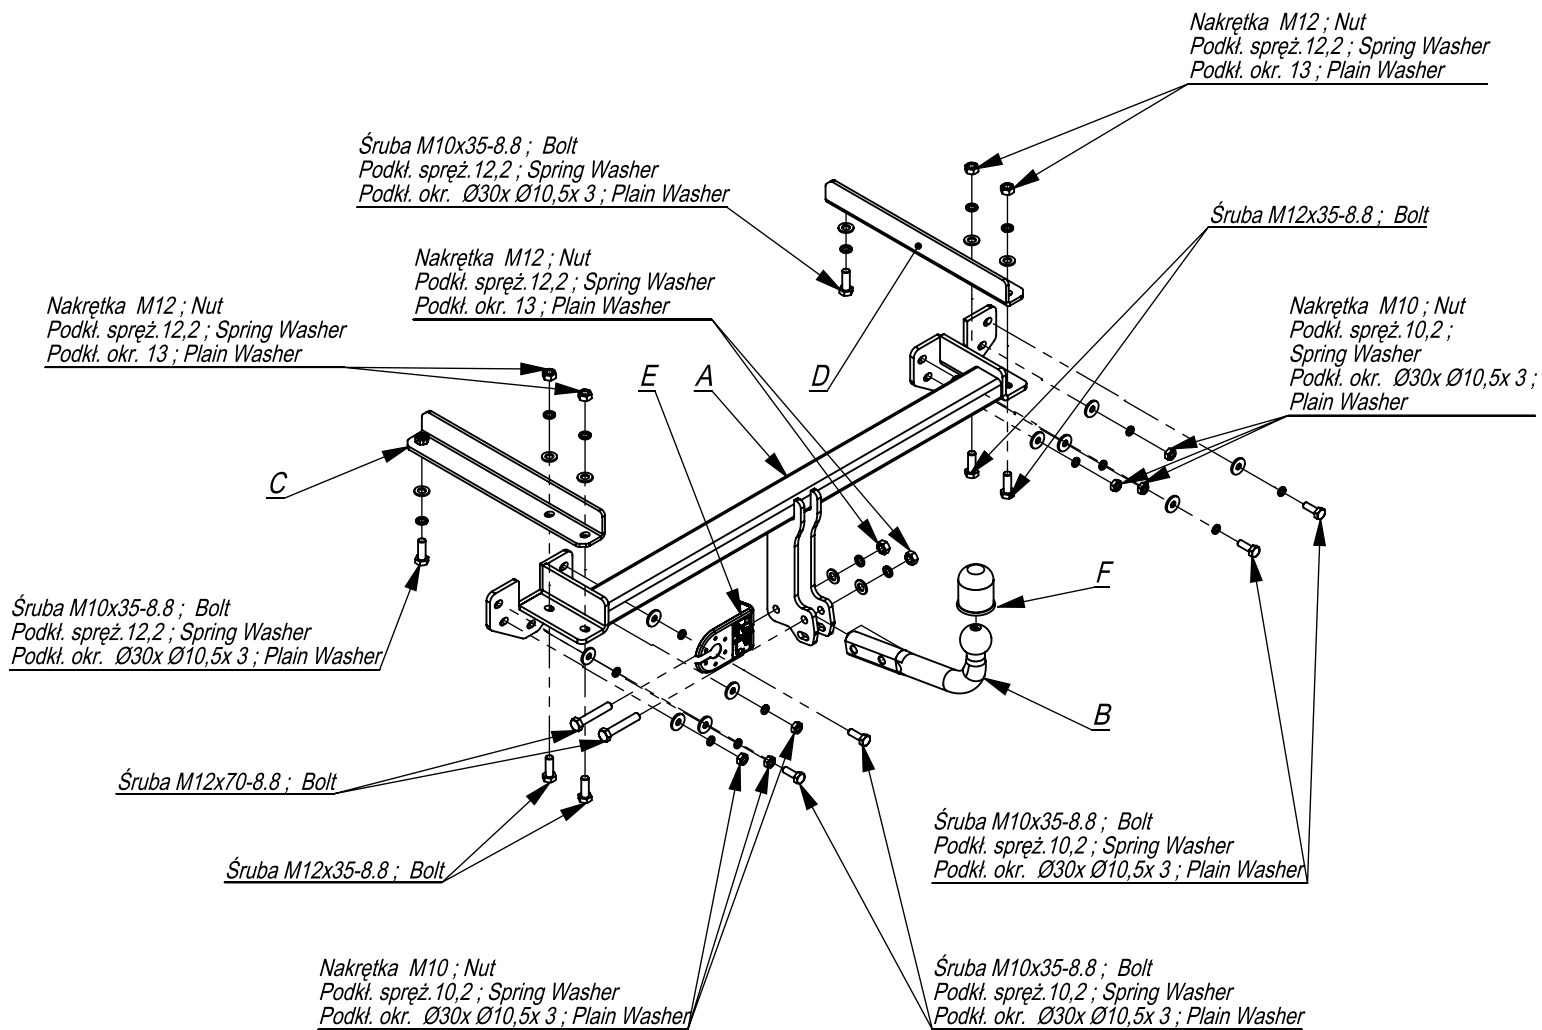 Nakrętka M12 ; Nut
Podkł. spręż.12,2 ; Spring Washer
Podkł. okr. 13 ; Plain Washer
Śruba M10x35-8.8 ; Bolt
Podkł. spręż.12,2 ; Spring Washer
Podkł. okr. Ø30x Ø10,5x 3 ; Plain Washer
Śruba M12x35-8.8 ; Bolt
Nakrętka M12 ; Nut
Podkł. spręż.12,2 ; Spring Washer
Podkł. okr. 13 ; Plain Washer
Nakrętka M12 ; Nut
Podkł. spręż.12,2 ; Spring Washer
Podkł. okr. 13 ; Plain Washer
Nakrętka M10 ; Nut
Podkł. spręż.10,2 ;
Spring Washer
Podkł. okr. Ø30x Ø10,5x 3 ;
Plain Washer
E
A
D
C
F
B
Śruba M10x35-8.8 ; Bolt
Podkł. spręż.12,2 ; Spring Washer
Podkł. okr. Ø30x Ø10,5x 3 ; Plain Washer
Śruba M12x70-8.8 ; Bolt
Śruba M12x35-8.8 ; Bolt
Śruba M10x35-8.8 ; Bolt
Podkł. spręż.10,2 ; Spring Washer
Podkł. okr. Ø30x Ø10,5x 3 ; Plain Washer
Nakrętka M10 ; Nut
Podkł. spręż.10,2 ; Spring Washer
Podkł. okr. Ø30x Ø10,5x 3 ; Plain Washer
Śruba M10x35-8.8 ; Bolt
Podkł. spręż.10,2 ; Spring Washer
Podkł. okr. Ø30x Ø10,5x 3 ; Plain Washer